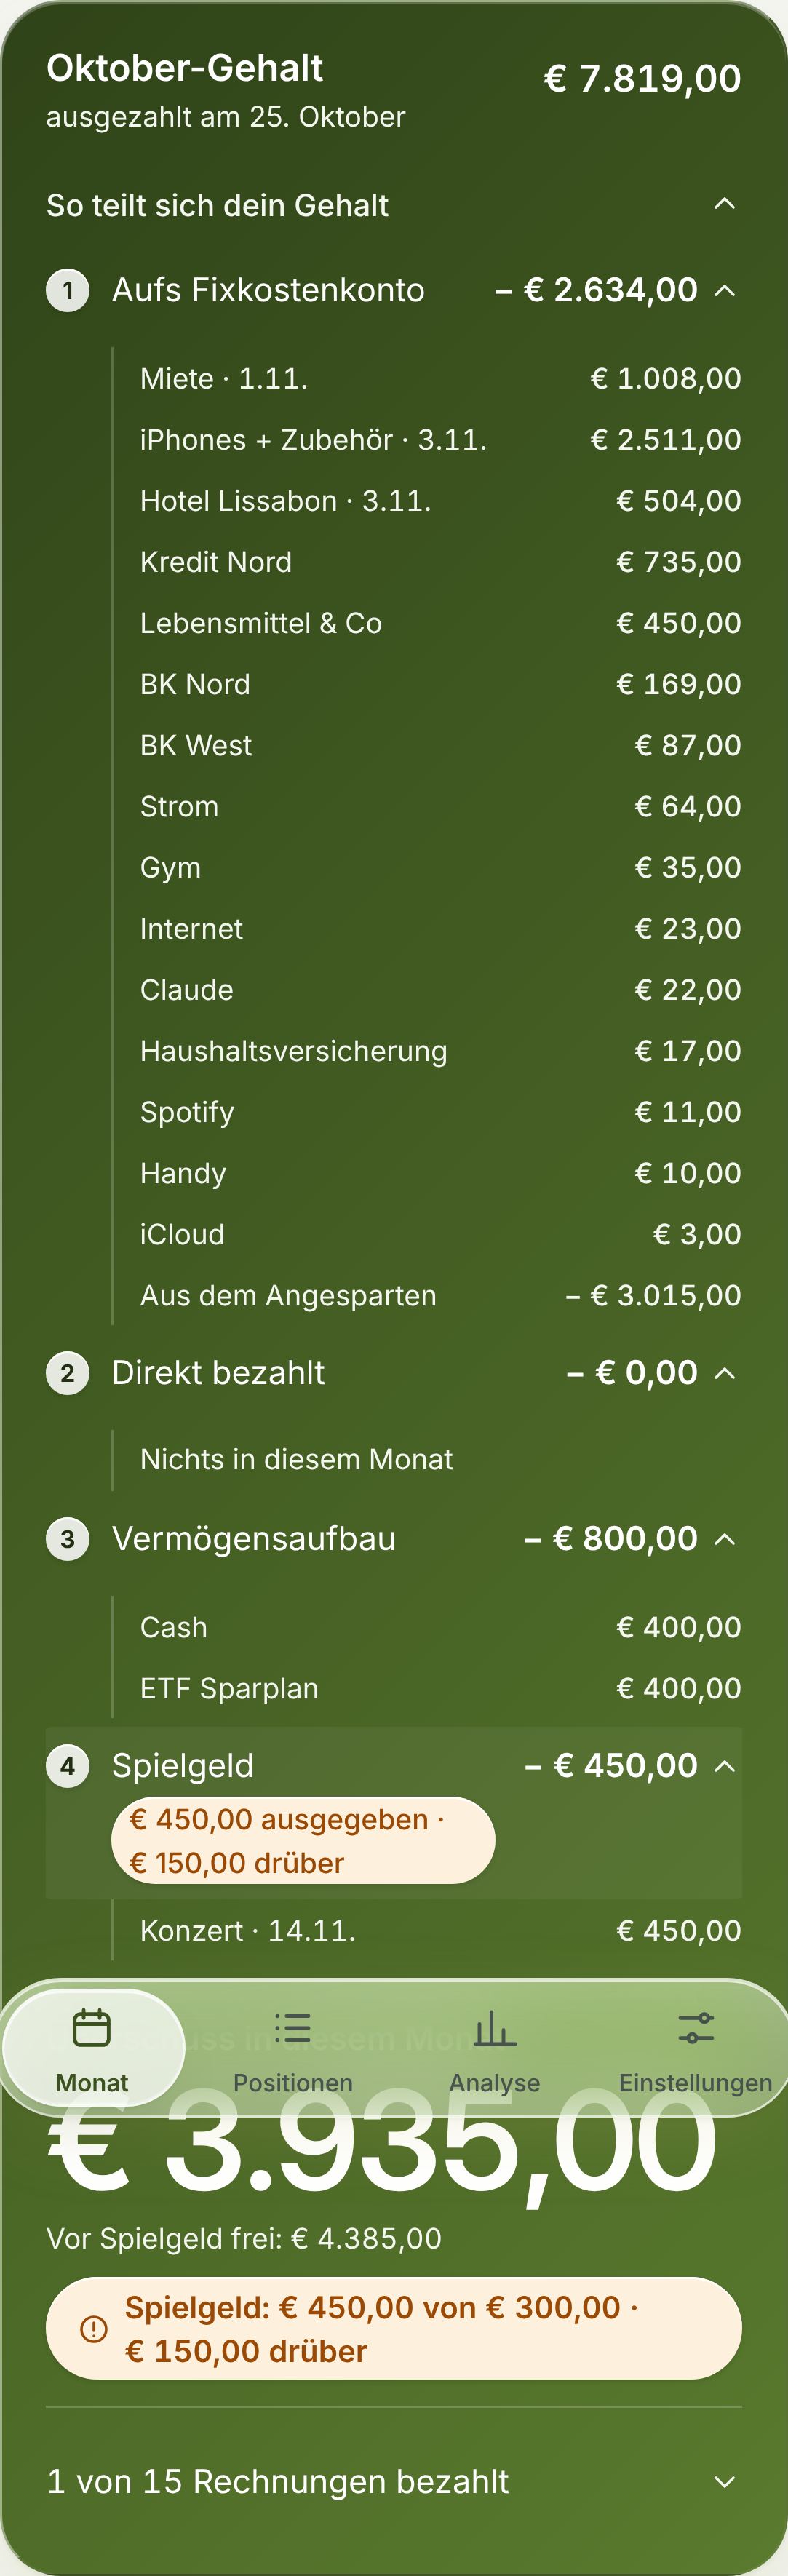 Oktober-Gehalt
€ 7.819,00
ausgezahlt am 25. Oktober
So teilt sich dein Gehalt
1 Aufs Fixkostenkonto – € 2.634,00
Miete · 1.11. € 1.008,00
iPhones + Zubehör · 3.11. € 2.511,00
Hotel Lissabon · 3.11. € 504,00
Kredit Nord € 735,00
Lebensmittel & Co € 450,00
BK Nord € 169,00
BK West € 87,00
Strom € 64,00
Gym € 35,00
Internet € 23,00
Claude € 22,00
Haushaltsversicherung € 17,00
Spotify € 11,00
Handy € 10,00
iCloud € 3,00
Aus dem Angesparten – € 3.015,00
2 Direkt bezahlt – € 0,00
Nichts in diesem Monat
3 Vermögensaufbau – € 800,00
Cash € 400,00
ETF Sparplan € 400,00
4 Spielgeld – € 450,00
€ 450,00 ausgegeben ·
€ 150,00 drüber
Konzert · 14.11. € 450,00
in diesem
Monat Positionen Analyse Einstellungen
€ 3.935,00
Vor Spielgeld frei: € 4.385,00
Spielgeld: € 450,00 von € 300,00 ·
€ 150,00 drüber
1 von 15 Rechnungen bezahlt